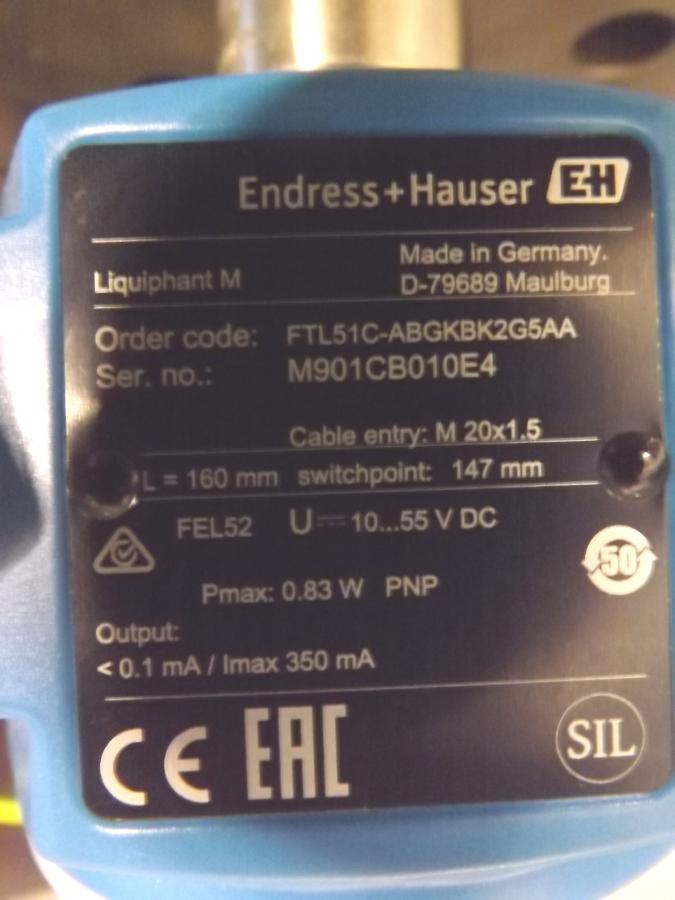 Endress+Hauser EH
Liquiphant M
Made in Germany.
D-79689 Maulburg
Order code: FTL51C-ABGKBK2G5AA
Ser. no.: M901CB010E4
Cable entry: M 20x1.5
L = 160 mm switchpoint: 147 mm
FEL52 U⎓ 10...55 V DC
50
Pmax: 0.83 W PNP
Output:
< 0.1 mA / Imax 350 mA
CE EAC SIL